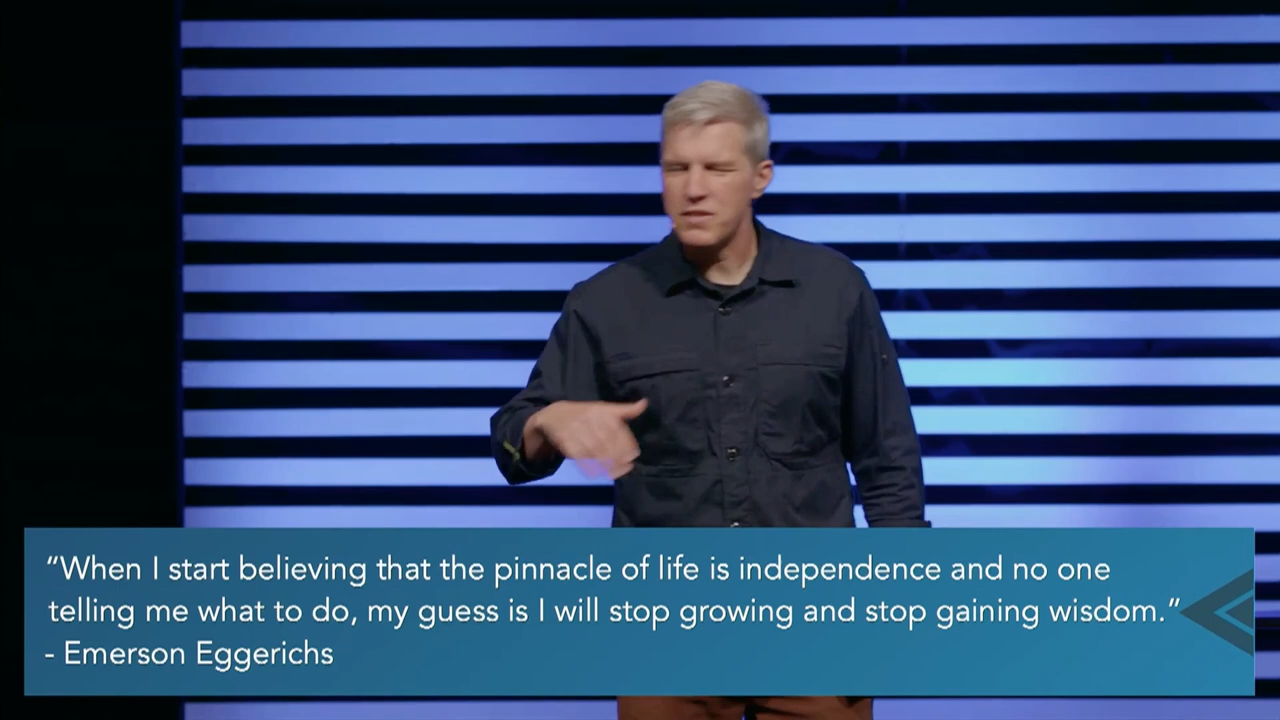 “When I start believing that the pinnacle of life is independence and no one
telling me what to do, my guess is I will stop growing and stop gaining wisdom.”
- Emerson Eggerichs